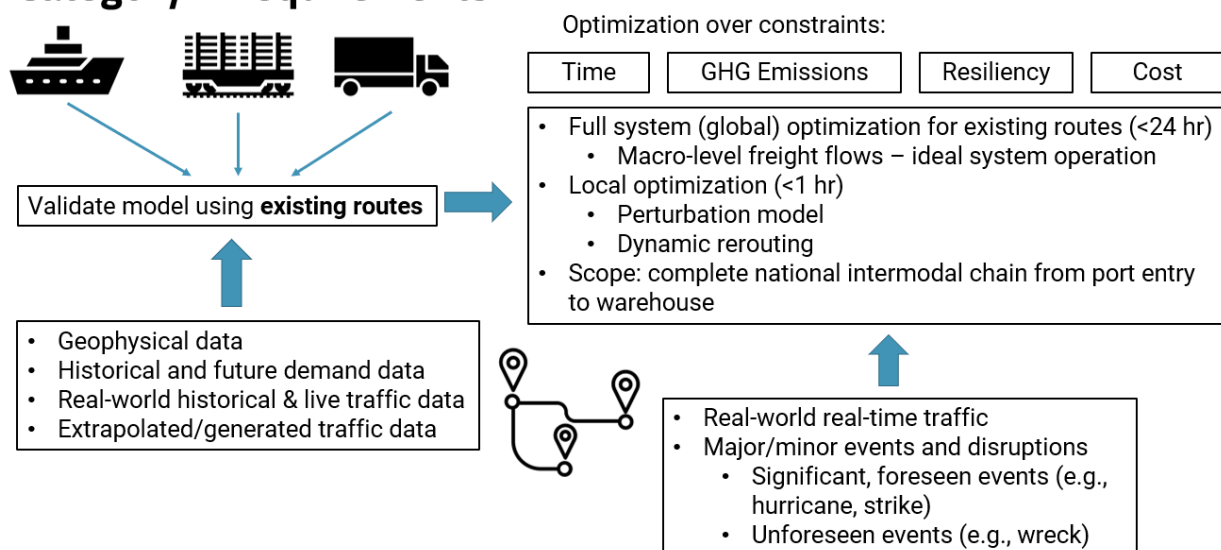 Optimization over constraints:
Time
GHG Emissions
Resiliency
Cost
• Full system (global) optimization for existing routes (<24 hr)
• Macro-level freight flows – ideal system operation
• Local optimization (<1 hr)
• Perturbation model
• Dynamic rerouting
• Scope: complete national intermodal chain from port entry
to warehouse
Validate model using existing routes
• Geophysical data
• Historical and future demand data
• Real-world historical & live traffic data
• Extrapolated/generated traffic data
• Real-world real-time traffic
• Major/minor events and disruptions
• Significant, foreseen events (e.g.,
hurricane, strike)
• Unforeseen events (e.g., wreck)